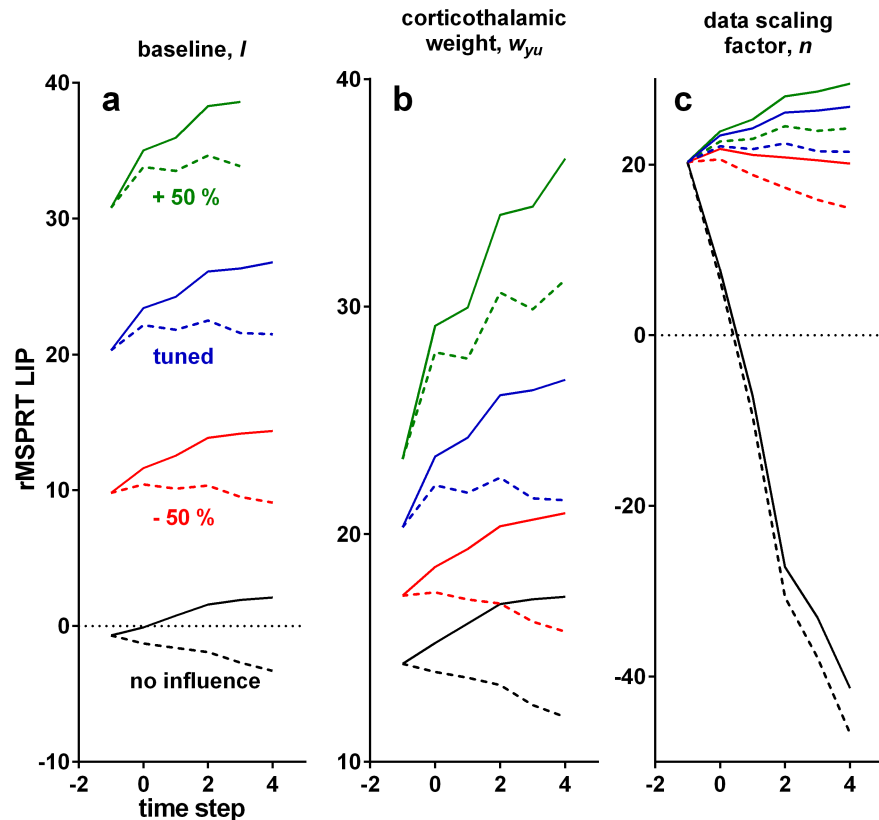 baseline, l
corticothalamic
weight, wyu
data scaling
factor, n
rMSPRT LIP
a
40
30
20
10
0
-10
+ 50 %
tuned
- 50 %
no influence
-2
0
2
4
time step
b
40
30
20
10
-2
0
2
4
c
20
0
-20
-40
-2
0
2
4